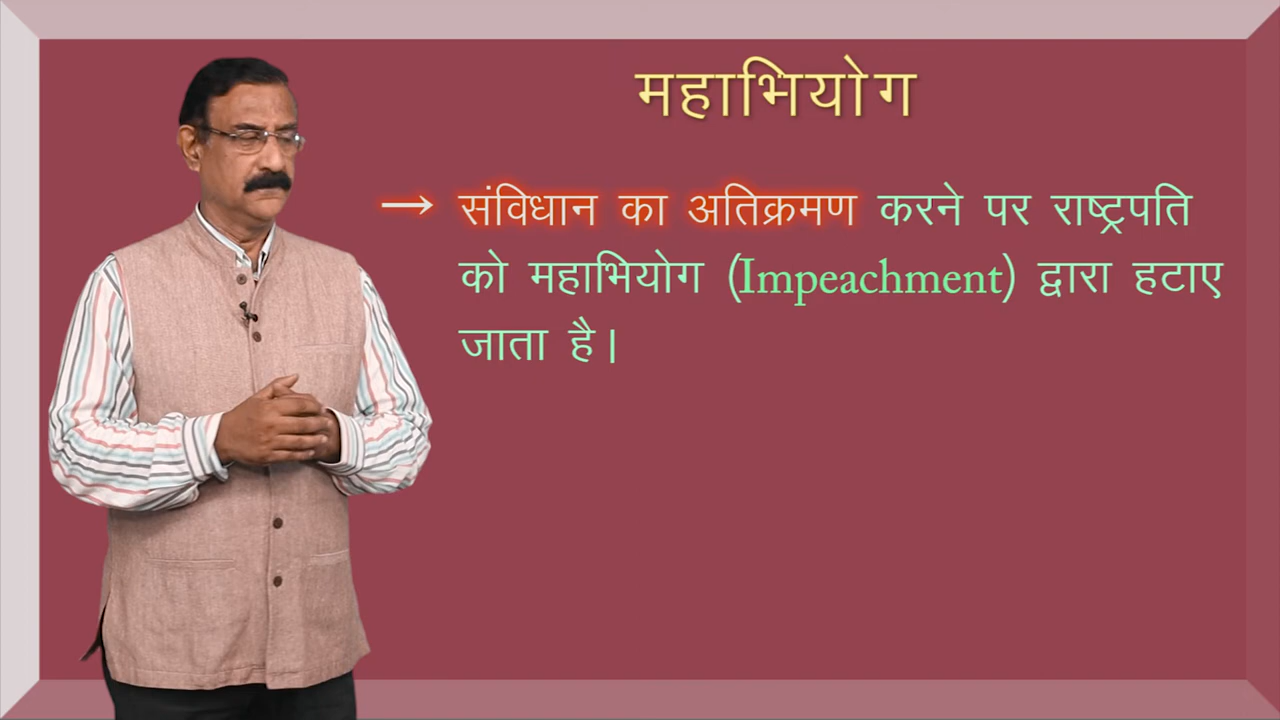 महाभियोग
→ संविधान का अतिक्रमण करने पर राष्ट्रपति
को महाभियोग (Impeachment) द्वारा हटाए
जाता है।